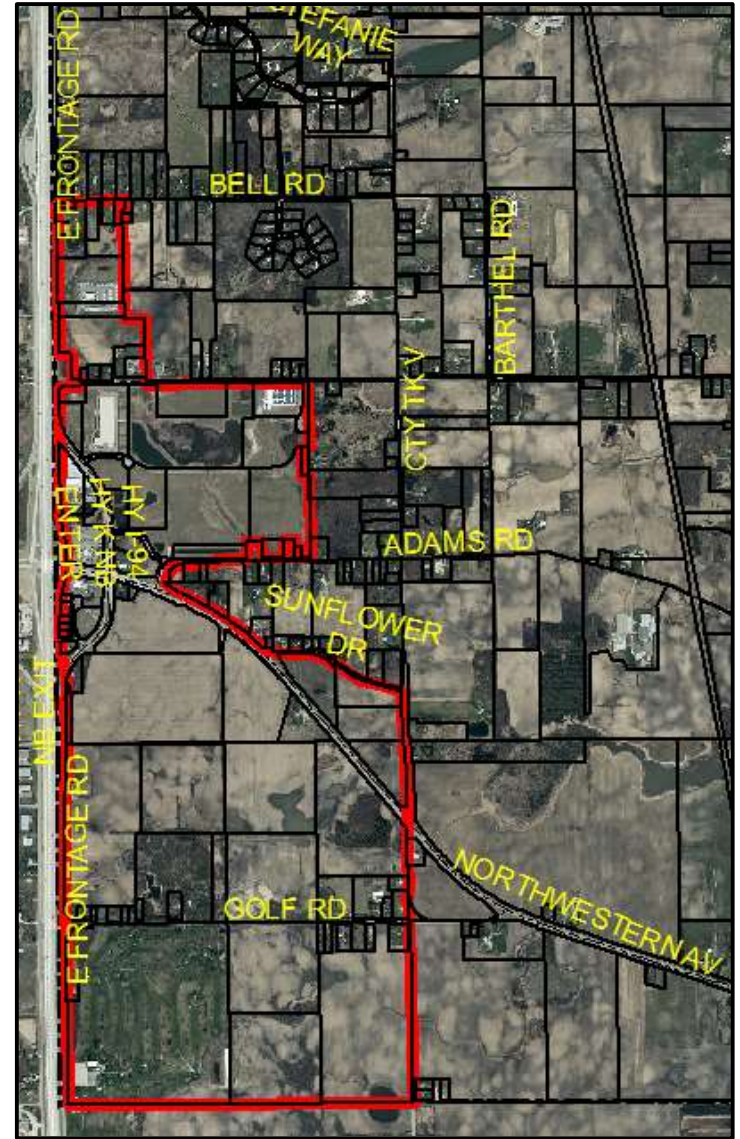 STEFANIE
WAY
E FRONTAGE RD
BELL RD
BARTHEL RD
CTY TK V
HY I 94
HY K NB
ENTER
ADAMS RD
SUNFLOWER
DR
NB EXIT
E FRONTAGE RD
GOLF RD
NORTHWESTERN AV